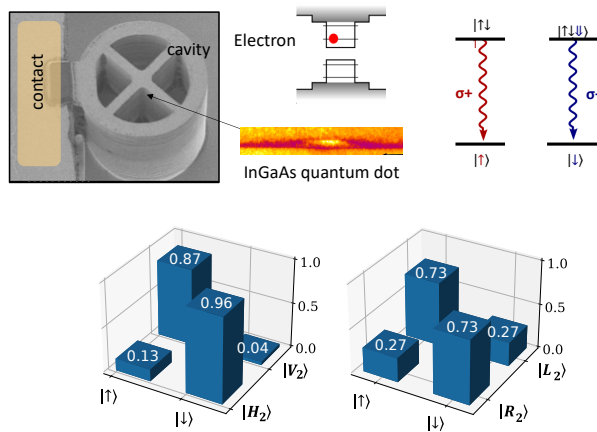 contact
cavity
Electron
InGaAs quantum dot
|↑↓
|↑↓⇓⟩
σ+
σ-
|↑⟩
|↓⟩
0.87
0.96
0.13
0.04
1.0
0.5
0.0
|↑⟩
|↓⟩
|H₂⟩
|V₂⟩
0.73
0.73
0.27
0.27
1.0
0.5
0.0
|↑⟩
|↓⟩
|R₂⟩
|L₂⟩